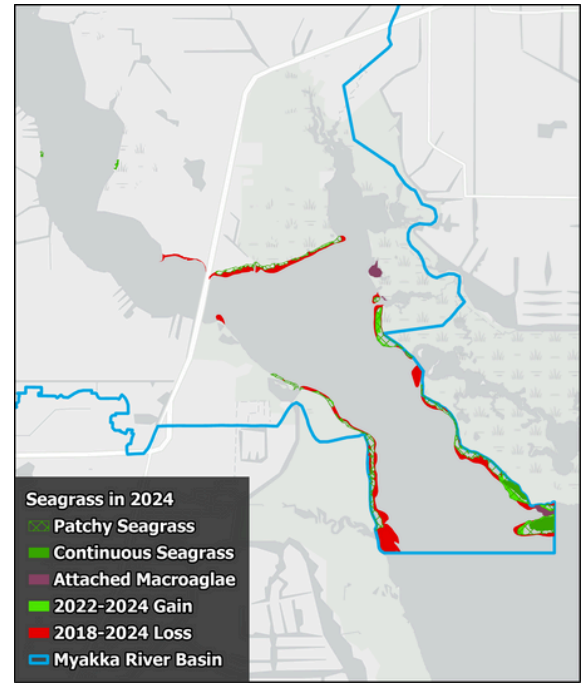 Seagrass in 2024
Patchy Seagrass
Continuous Seagrass
Attached Macroaglae
2022-2024 Gain
2018-2024 Loss
Myakka River Basin